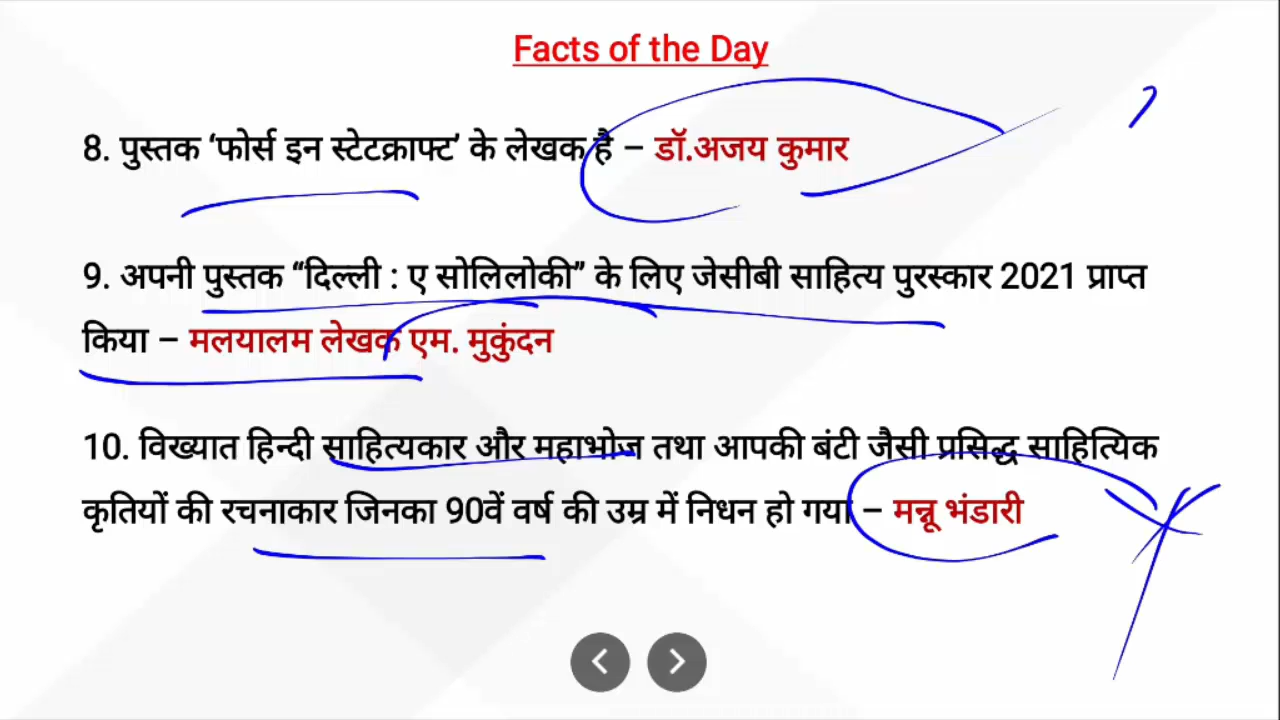 Facts of the Day
8. पुस्तक ‘फोर्स इन स्टेटक्राफ्ट’ के लेखक है – डॉ.अजय कुमार
9. अपनी पुस्तक “दिल्ली : ए सोलिलोकी” के लिए जेसीबी साहित्य पुरस्कार 2021 प्राप्त
किया – मलयालम लेखक एम. मुकुंदन
10. विख्यात हिन्दी साहित्यकार और महाभोज तथा आपकी बंटी जैसी प्रसिद्ध साहित्यिक
कृतियों की रचनाकार जिनका 90वें वर्ष की उम्र में निधन हो गया – मन्नू भंडारी